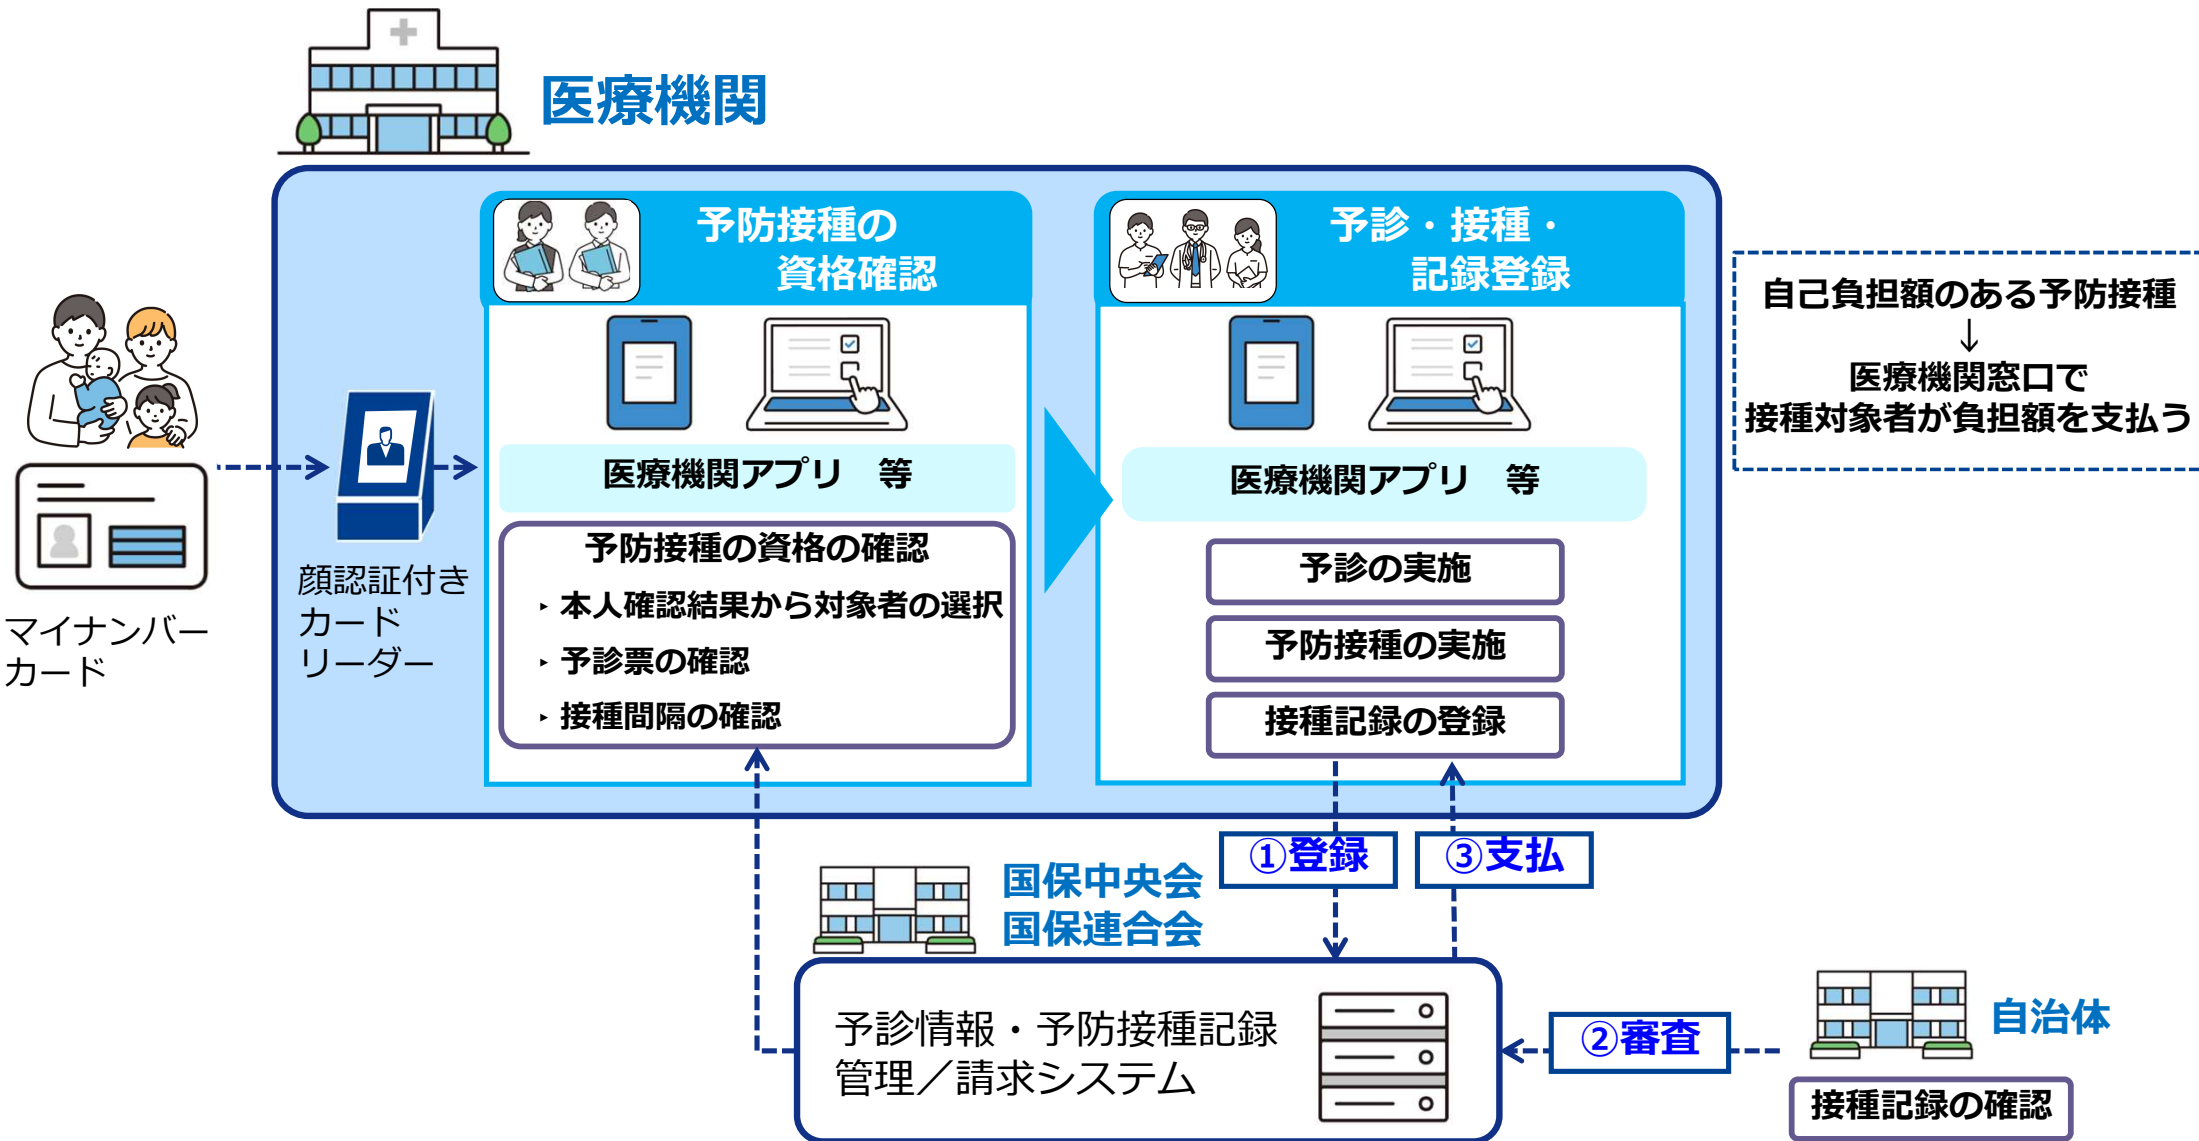 医療機関
予防接種の
資格確認
医療機関アプリ　等
予防接種の資格の確認
‣ 本人確認結果から対象者の選択
‣ 予診票の確認
‣ 接種間隔の確認
予診・接種・
記録登録
医療機関アプリ　等
予診の実施
予防接種の実施
接種記録の登録
自己負担額のある予防接種
↓
医療機関窓口で
接種対象者が負担額を支払う
マイナンバー
カード
顔認証付き
カード
リーダー
①登録
③支払
国保中央会
国保連合会
予診情報・予防接種記録
管理／請求システム
②審査
自治体
接種記録の確認